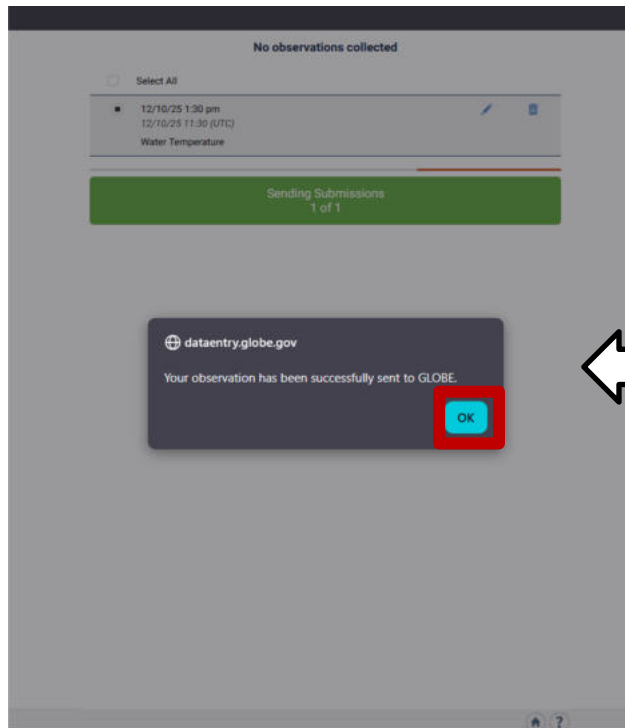 No observations collected
Select All
12/10/25 1:30 pm
12/10/25 11:30 (UTC)
Water Temperature
Sending Submissions
1 of 1
dataentry.globe.gov
Your observation has been successfully sent to GLOBE.
OK
?